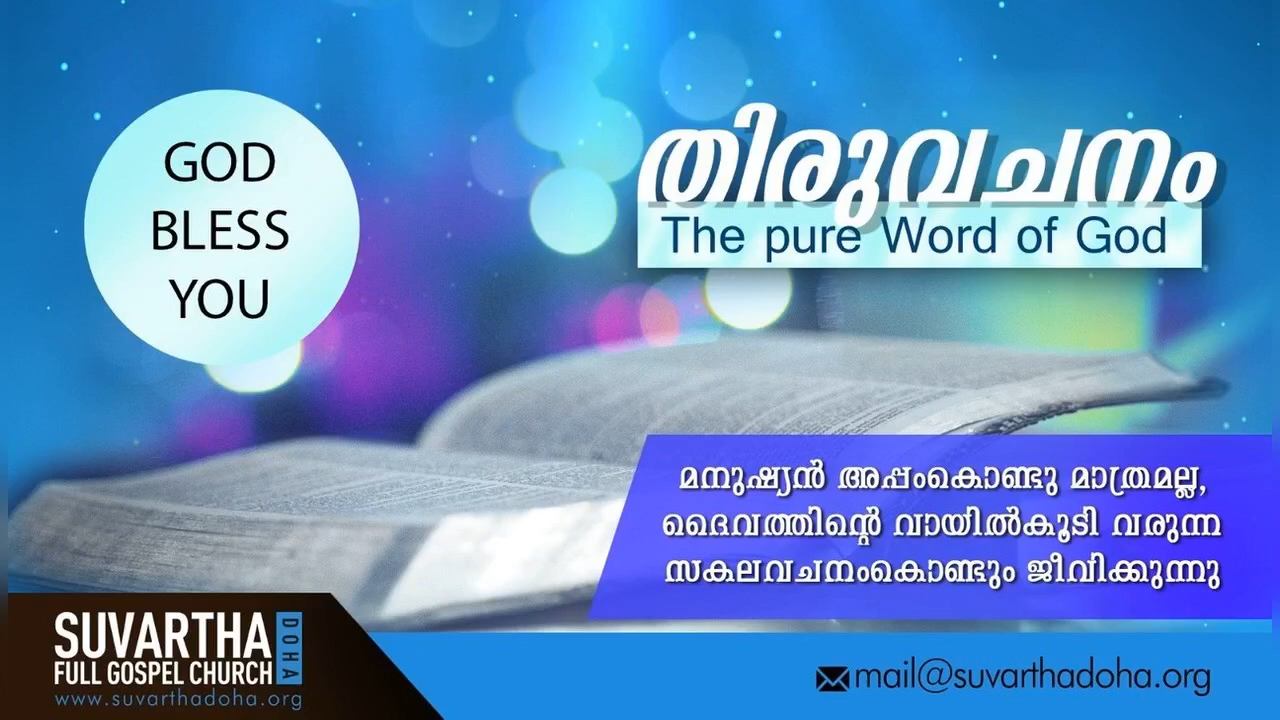 GOD
BLESS
YOU
തിരുവചനം
The pure Word of God
മനുഷ്യൻ അപ്പംകൊണ്ടു മാത്രമല്ല,
ദൈവത്തിന്റെ വായിൽകൂടി വരുന്ന
സകലവചനംകൊണ്ടും ജീവിക്കുന്നു
SUVARTHA DOHA
FULL GOSPEL CHURCH
www.suvarthadoha.org
mail@suvarthadoha.org